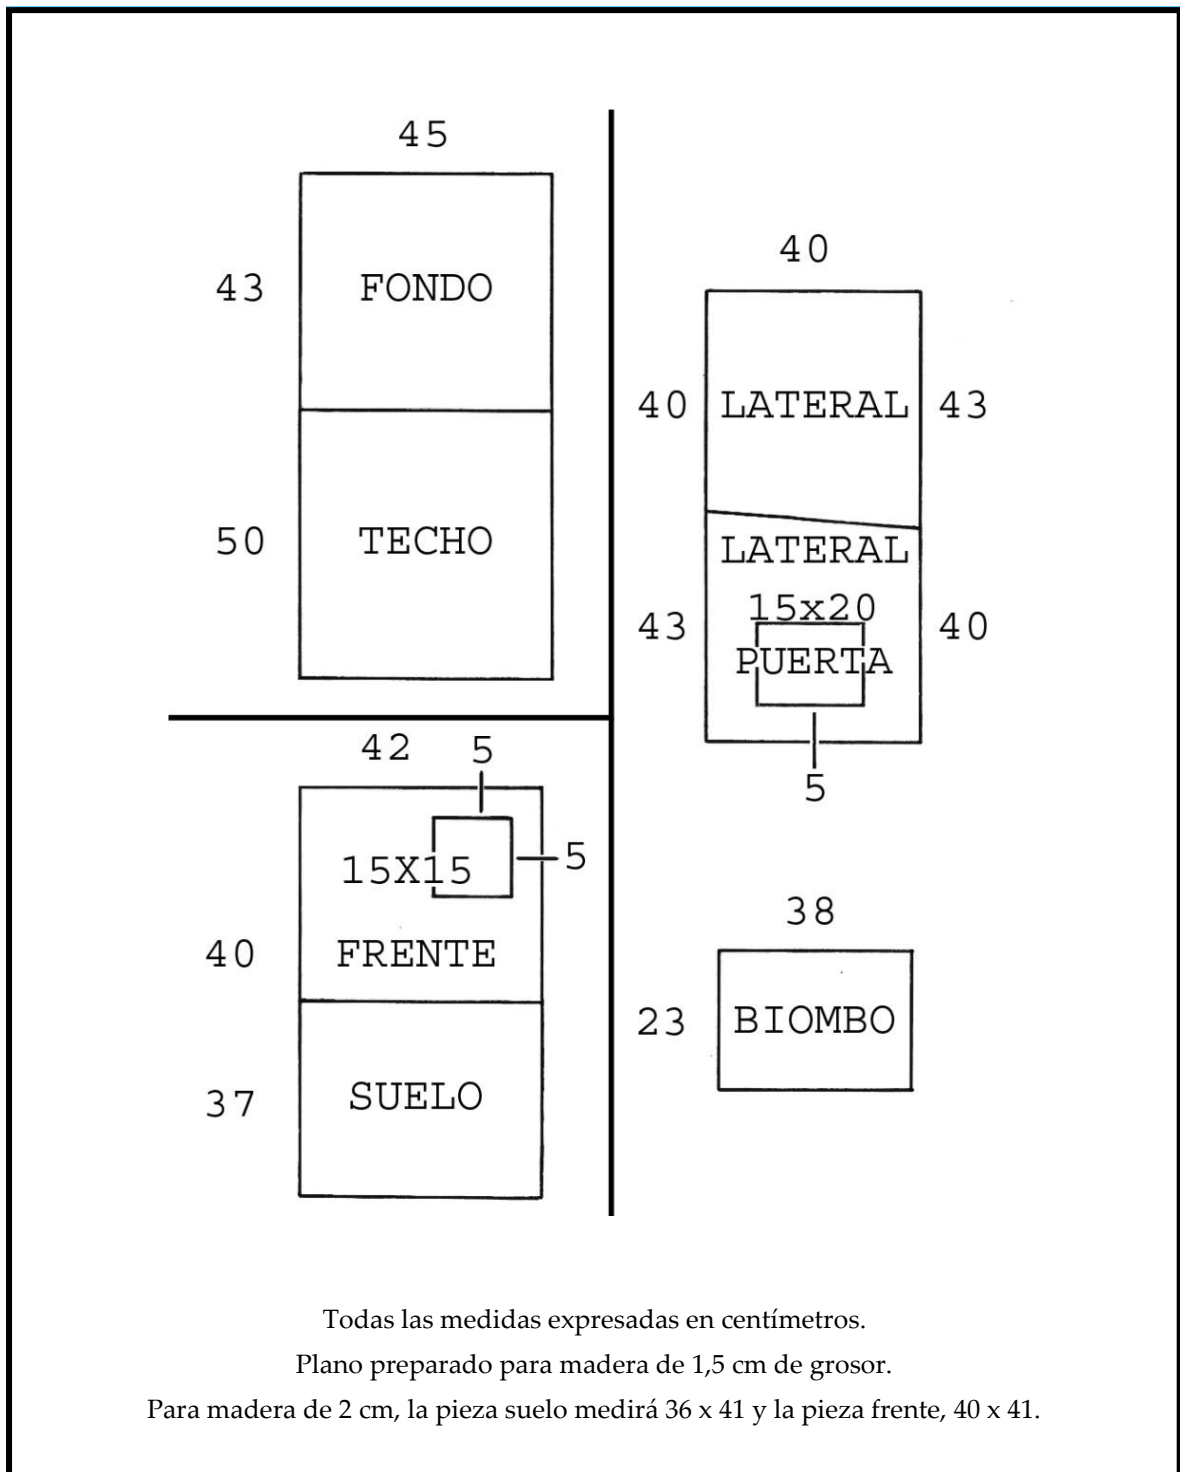 45
43
FONDO
50
TECHO
40
40
LATERAL
43
LATERAL
15x20
43
PUERTA
40
5
42
5
15X15
5
40
FRENTE
37
SUELO
38
23
BIOMBO
Todas las medidas expresadas en centímetros.
Plano preparado para madera de 1,5 cm de grosor.
Para madera de 2 cm, la pieza suelo medirá 36 x 41 y la pieza frente, 40 x 41.